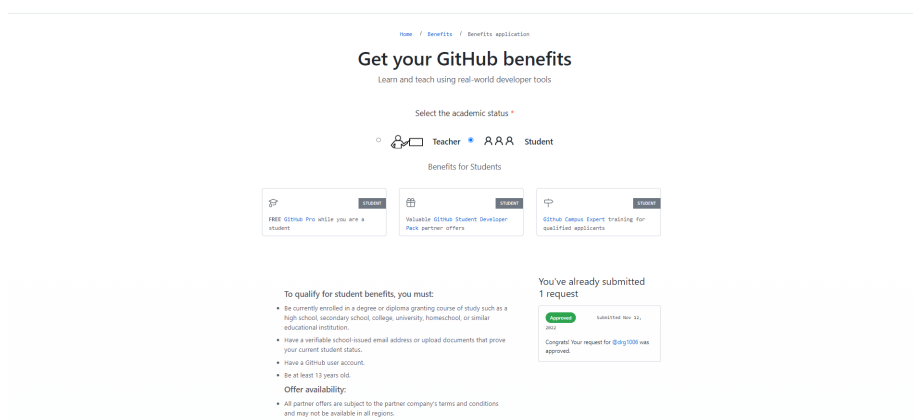 Home / Benefits / Benefits application
Get your GitHub benefits
Learn and teach using real-world developer tools
Select the academic status *
Teacher
Student
Benefits for Students
STUDENT
FREE GitHub Pro while you are a
student
STUDENT
Valuable GitHub Student Developer
Pack partner offers
STUDENT
Github Campus Expert training for
qualified applicants
To qualify for student benefits, you must:
• Be currently enrolled in a degree or diploma granting course of study such as a
high school, secondary school, college, university, homeschool, or similar
educational institution.
• Have a verifiable school-issued email address or upload documents that prove
your current student status.
• Have a GitHub user account.
• Be at least 13 years old.
Offer availability:
• All partner offers are subject to the partner company's terms and conditions
and may not be available in all regions.
You've already submitted
1 request
Approved Submitted Nov 12,
2022
Congrats! Your request for @drg1006 was
approved.